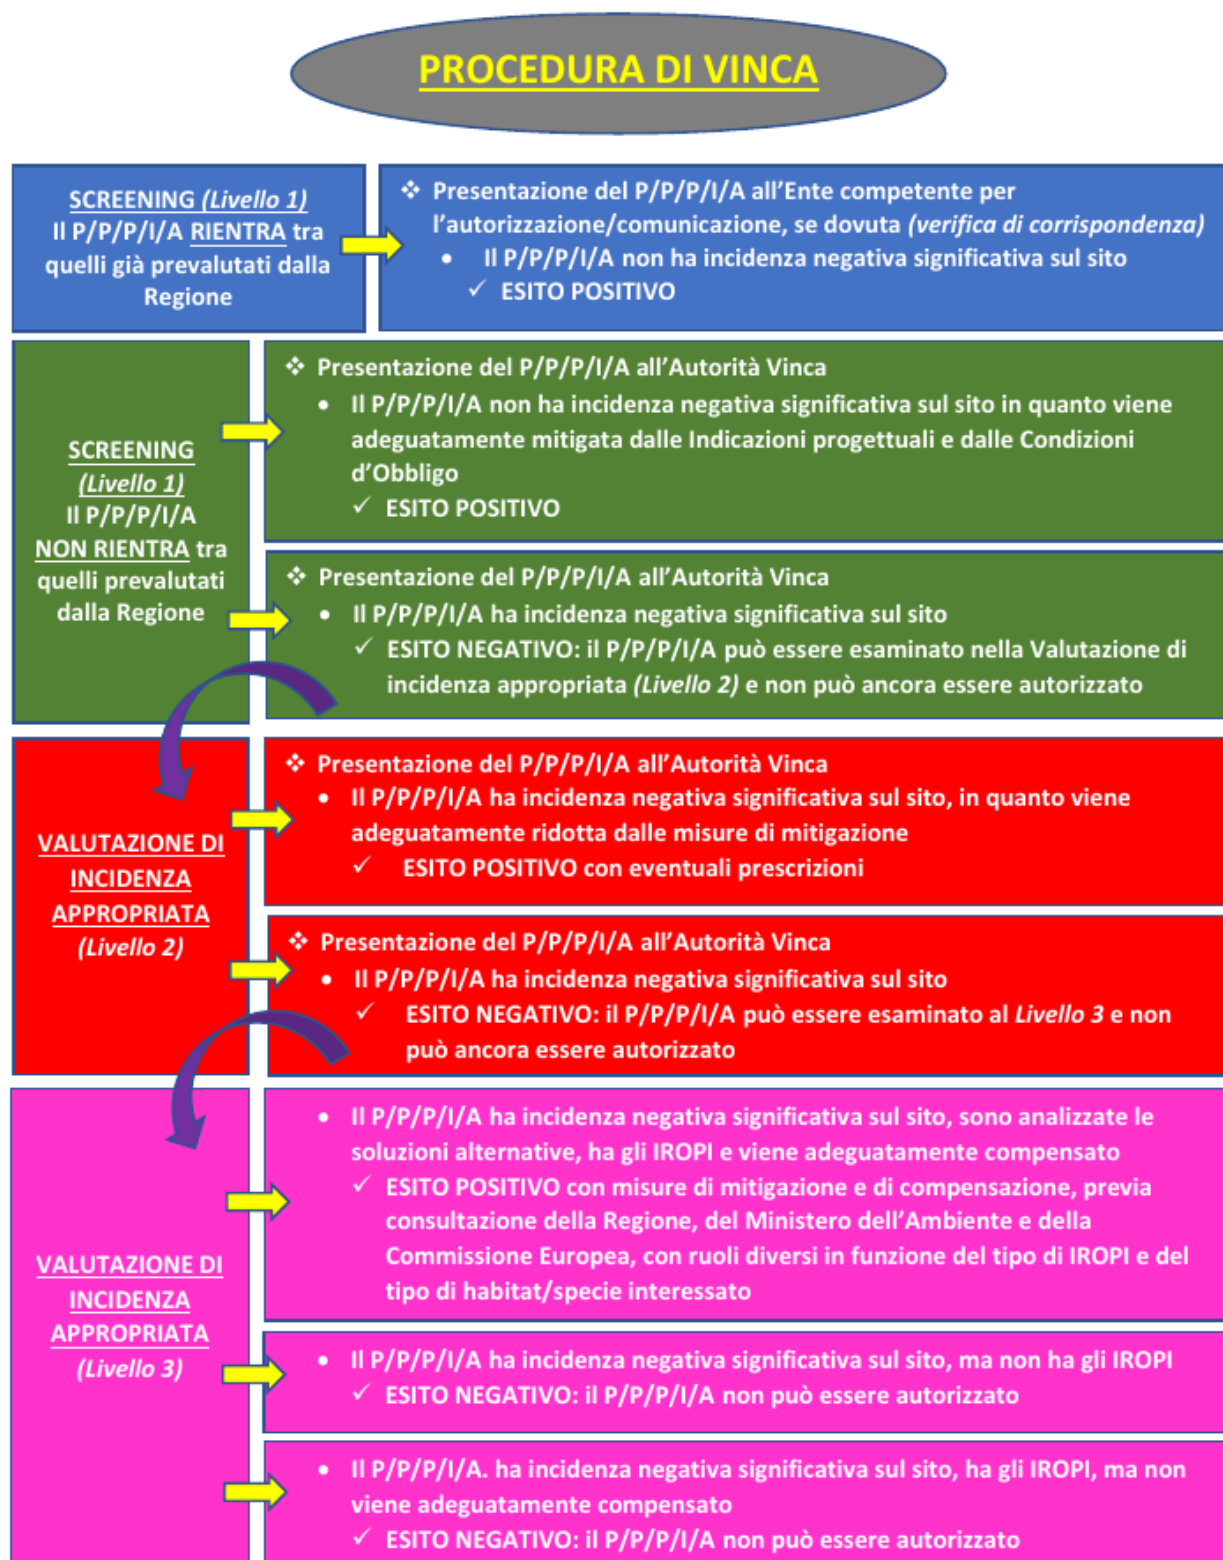 PROCEDURA DI VINCA
SCREENING (Livello 1)
Il P/P/P/I/A RIENTRA tra
quelli già prevalutati dalla
Regione
❖ Presentazione del P/P/P/I/A all'Ente competente per
l'autorizzazione/comunicazione, se dovuta (verifica di corrispondenza)
• Il P/P/P/I/A non ha incidenza negativa significativa sul sito
✓ ESITO POSITIVO
SCREENING
(Livello 1)
Il P/P/P/I/A
NON RIENTRA tra
quelli prevalutati
dalla Regione
❖ Presentazione del P/P/P/I/A all'Autorità Vinca
• Il P/P/P/I/A non ha incidenza negativa significativa sul sito in quanto viene
adeguatamente mitigata dalle Indicazioni progettuali e dalle Condizioni
d'Obbligo
✓ ESITO POSITIVO
❖ Presentazione del P/P/P/I/A all'Autorità Vinca
• Il P/P/P/I/A ha incidenza negativa significativa sul sito
✓ ESITO NEGATIVO: il P/P/P/I/A può essere esaminato nella Valutazione di
incidenza appropriata (Livello 2) e non può ancora essere autorizzato
VALUTAZIONE DI
INCIDENZA
APPROPRIATA
(Livello 2)
❖ Presentazione del P/P/P/I/A all'Autorità Vinca
• Il P/P/P/I/A ha incidenza negativa significativa sul sito, in quanto viene
adeguatamente ridotta dalle misure di mitigazione
✓ ESITO POSITIVO con eventuali prescrizioni
❖ Presentazione del P/P/P/I/A all'Autorità Vinca
• Il P/P/P/I/A ha incidenza negativa significativa sul sito
✓ ESITO NEGATIVO: il P/P/P/I/A può essere esaminato al Livello 3 e non
può ancora essere autorizzato
VALUTAZIONE DI
INCIDENZA
APPROPRIATA
(Livello 3)
• Il P/P/P/I/A ha incidenza negativa significativa sul sito, sono analizzate le
soluzioni alternative, ha gli IROPI e viene adeguatamente compensato
✓ ESITO POSITIVO con misure di mitigazione e di compensazione, previa
consultazione della Regione, del Ministero dell'Ambiente e della
Commissione Europea, con ruoli diversi in funzione del tipo di IROPI e del
tipo di habitat/specie interessato
• Il P/P/P/I/A ha incidenza negativa significativa sul sito, ma non ha gli IROPI
✓ ESITO NEGATIVO: il P/P/P/I/A non può essere autorizzato
• Il P/P/P/I/A. ha incidenza negativa significativa sul sito, ha gli IROPI, ma non
viene adeguatamente compensato
✓ ESITO NEGATIVO: il P/P/P/I/A non può essere autorizzato